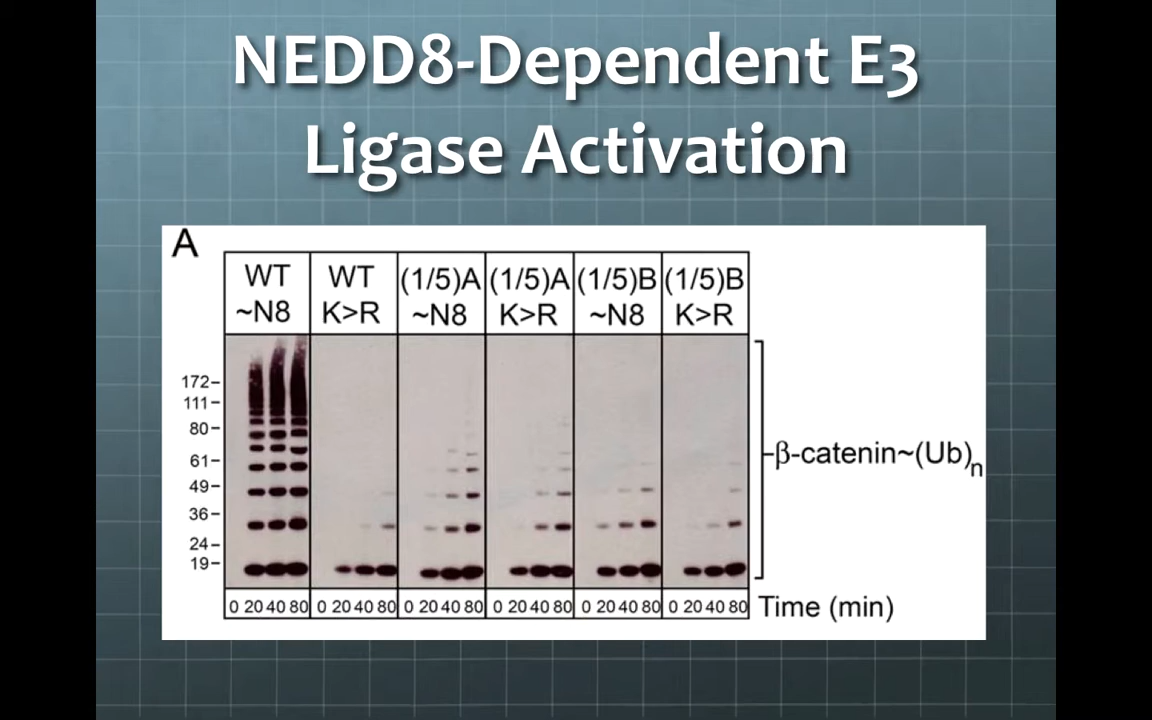 NEDD8-Dependent E3
Ligase Activation
A
WT ~N8
WT K>R
(1/5)A ~N8
(1/5)A K>R
(1/5)B ~N8
(1/5)B K>R
172-
111-
80-
61-
49-
36-
24-
19-
β-catenin~(Ub)n
0 20 40 80 0 20 40 80 0 20 40 80 0 20 40 80 0 20 40 80 0 20 40 80 Time (min)